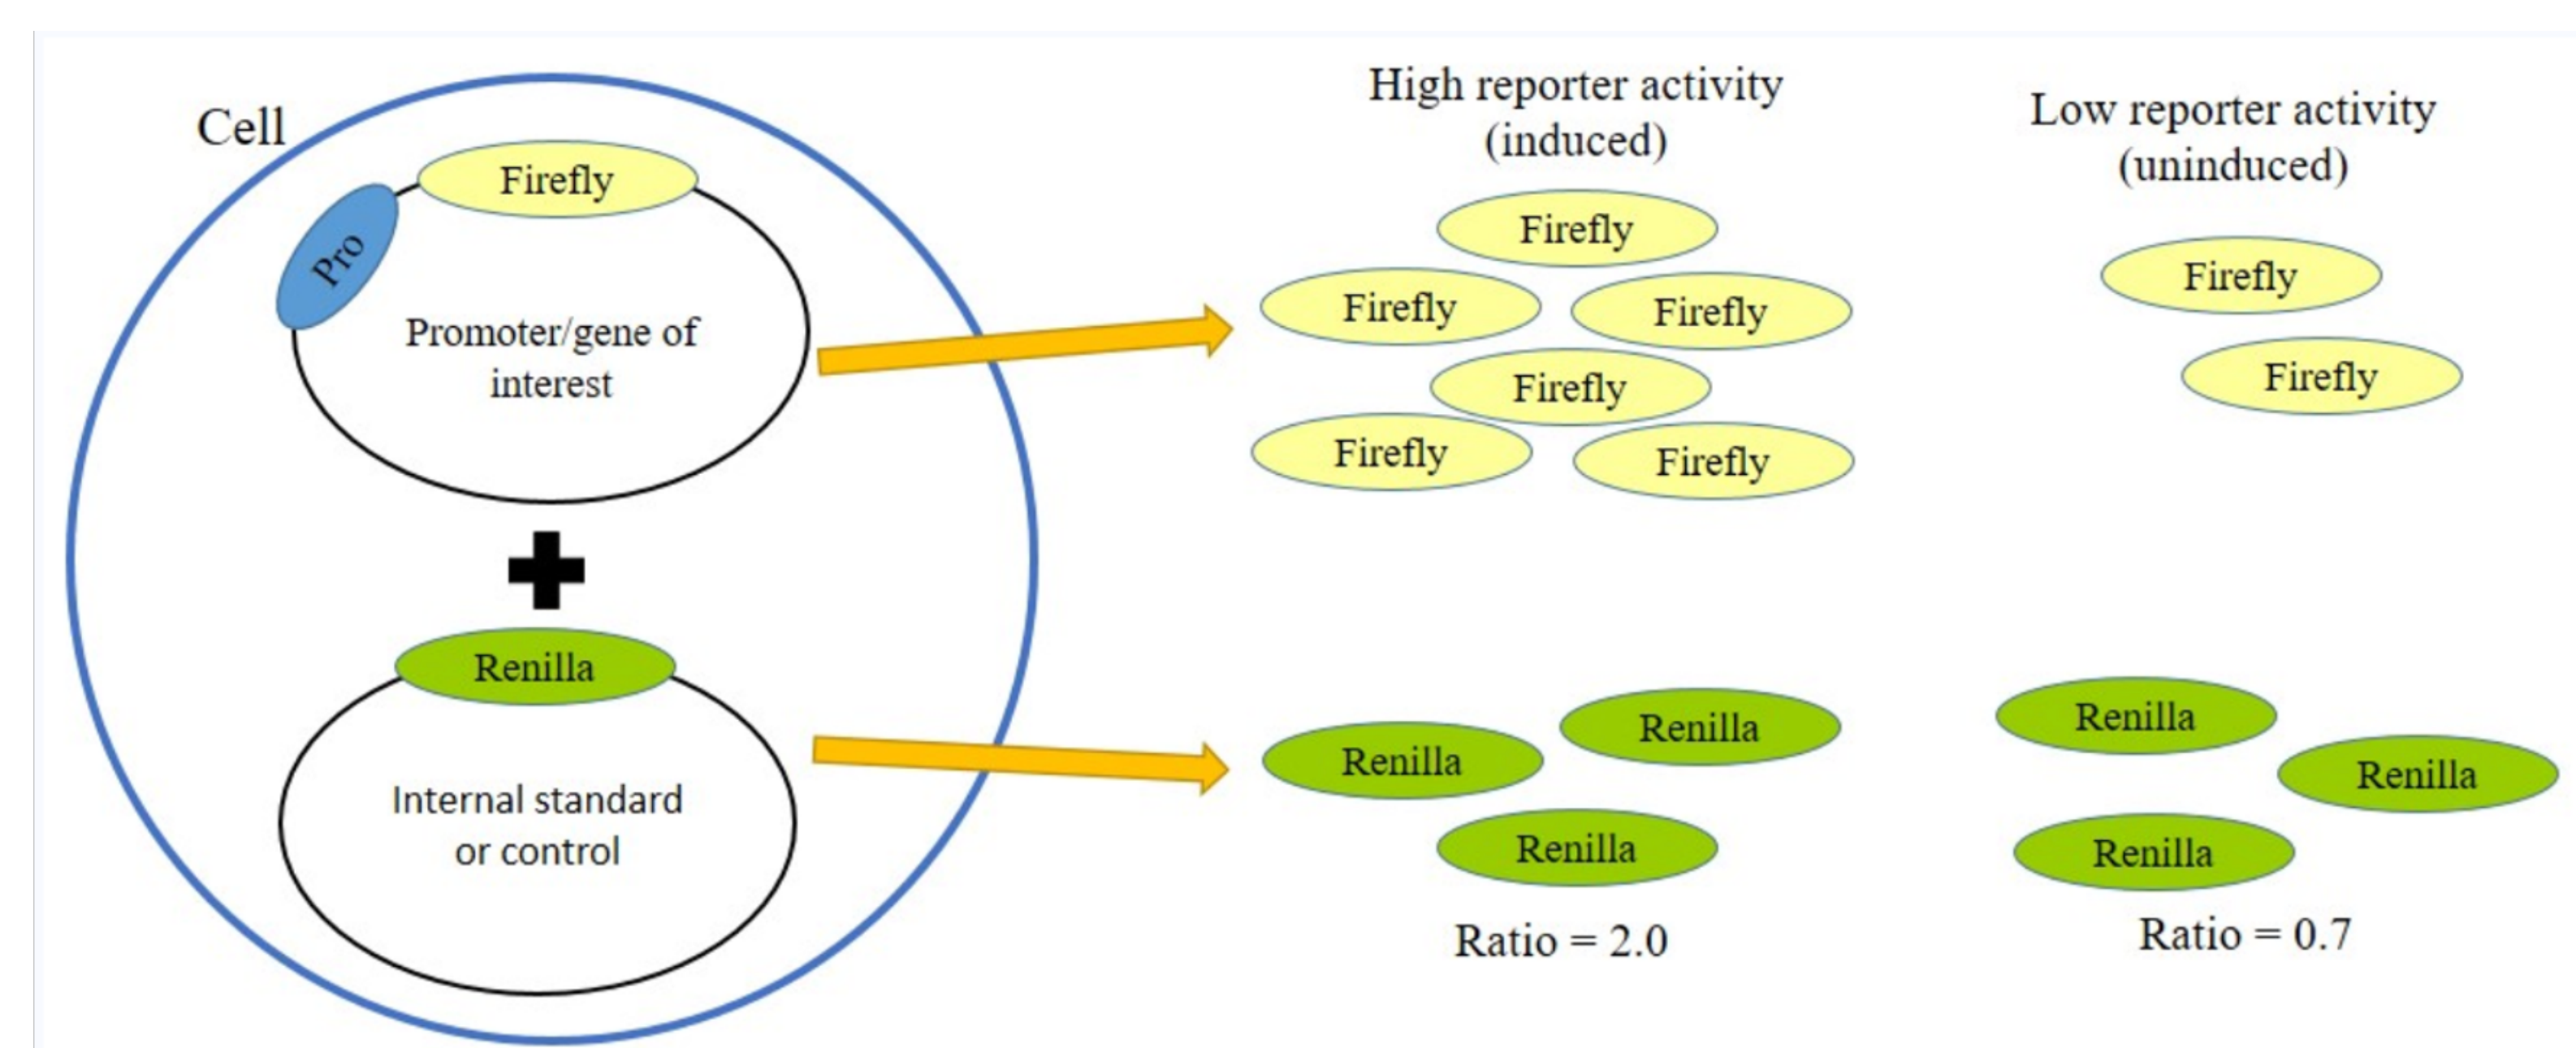 Cell
Firefly
Pro
Promoter/gene of
interest
Renilla
Internal standard
or control
High reporter activity
(induced)
Firefly
Firefly
Firefly
Firefly
Firefly
Firefly
Renilla
Renilla
Renilla
Ratio = 2.0
Low reporter activity
(uninduced)
Firefly
Firefly
Renilla
Renilla
Renilla
Ratio = 0.7